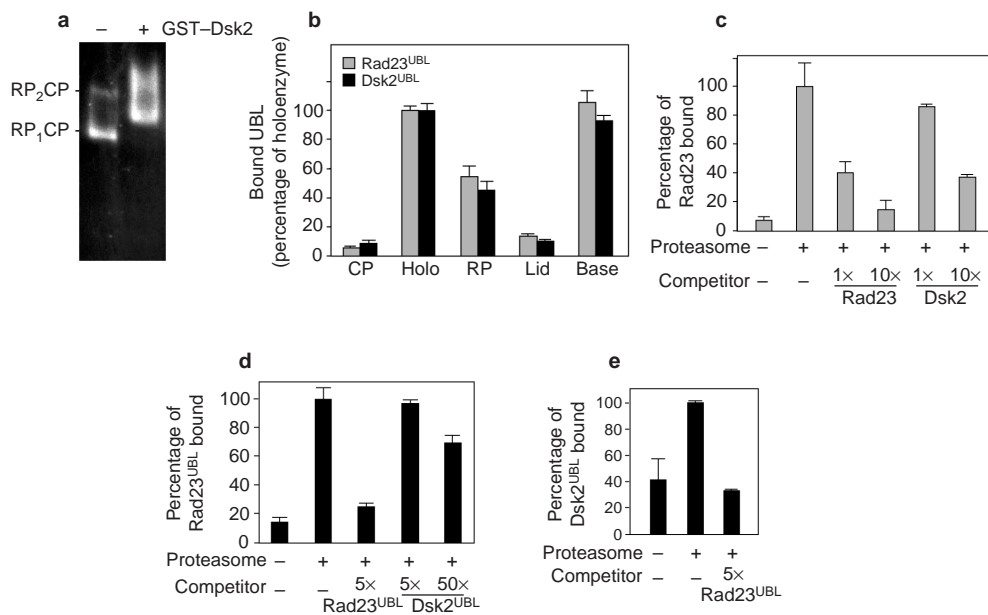 a
– + GST–Dsk2
RP2CP
RP1CP
b
Rad23UBL
Dsk2UBL
Bound UBL
(percentage of holoenzyme)
100
80
60
40
20
0
CP Holo RP Lid Base
c
Percentage of
Rad23 bound
100
80
60
40
20
0
Proteasome – + + + + +
Competitor – – 1× 10× 1× 10×
Rad23 Dsk2
d
Percentage of
Rad23UBL bound
100
80
60
40
20
0
Proteasome – + + + +
Competitor – – 5× 5× 50×
Rad23UBL Dsk2UBL
e
Percentage of
Dsk2UBL bound
100
80
60
40
20
0
Proteasome – + +
Competitor – – 5×
Rad23UBL